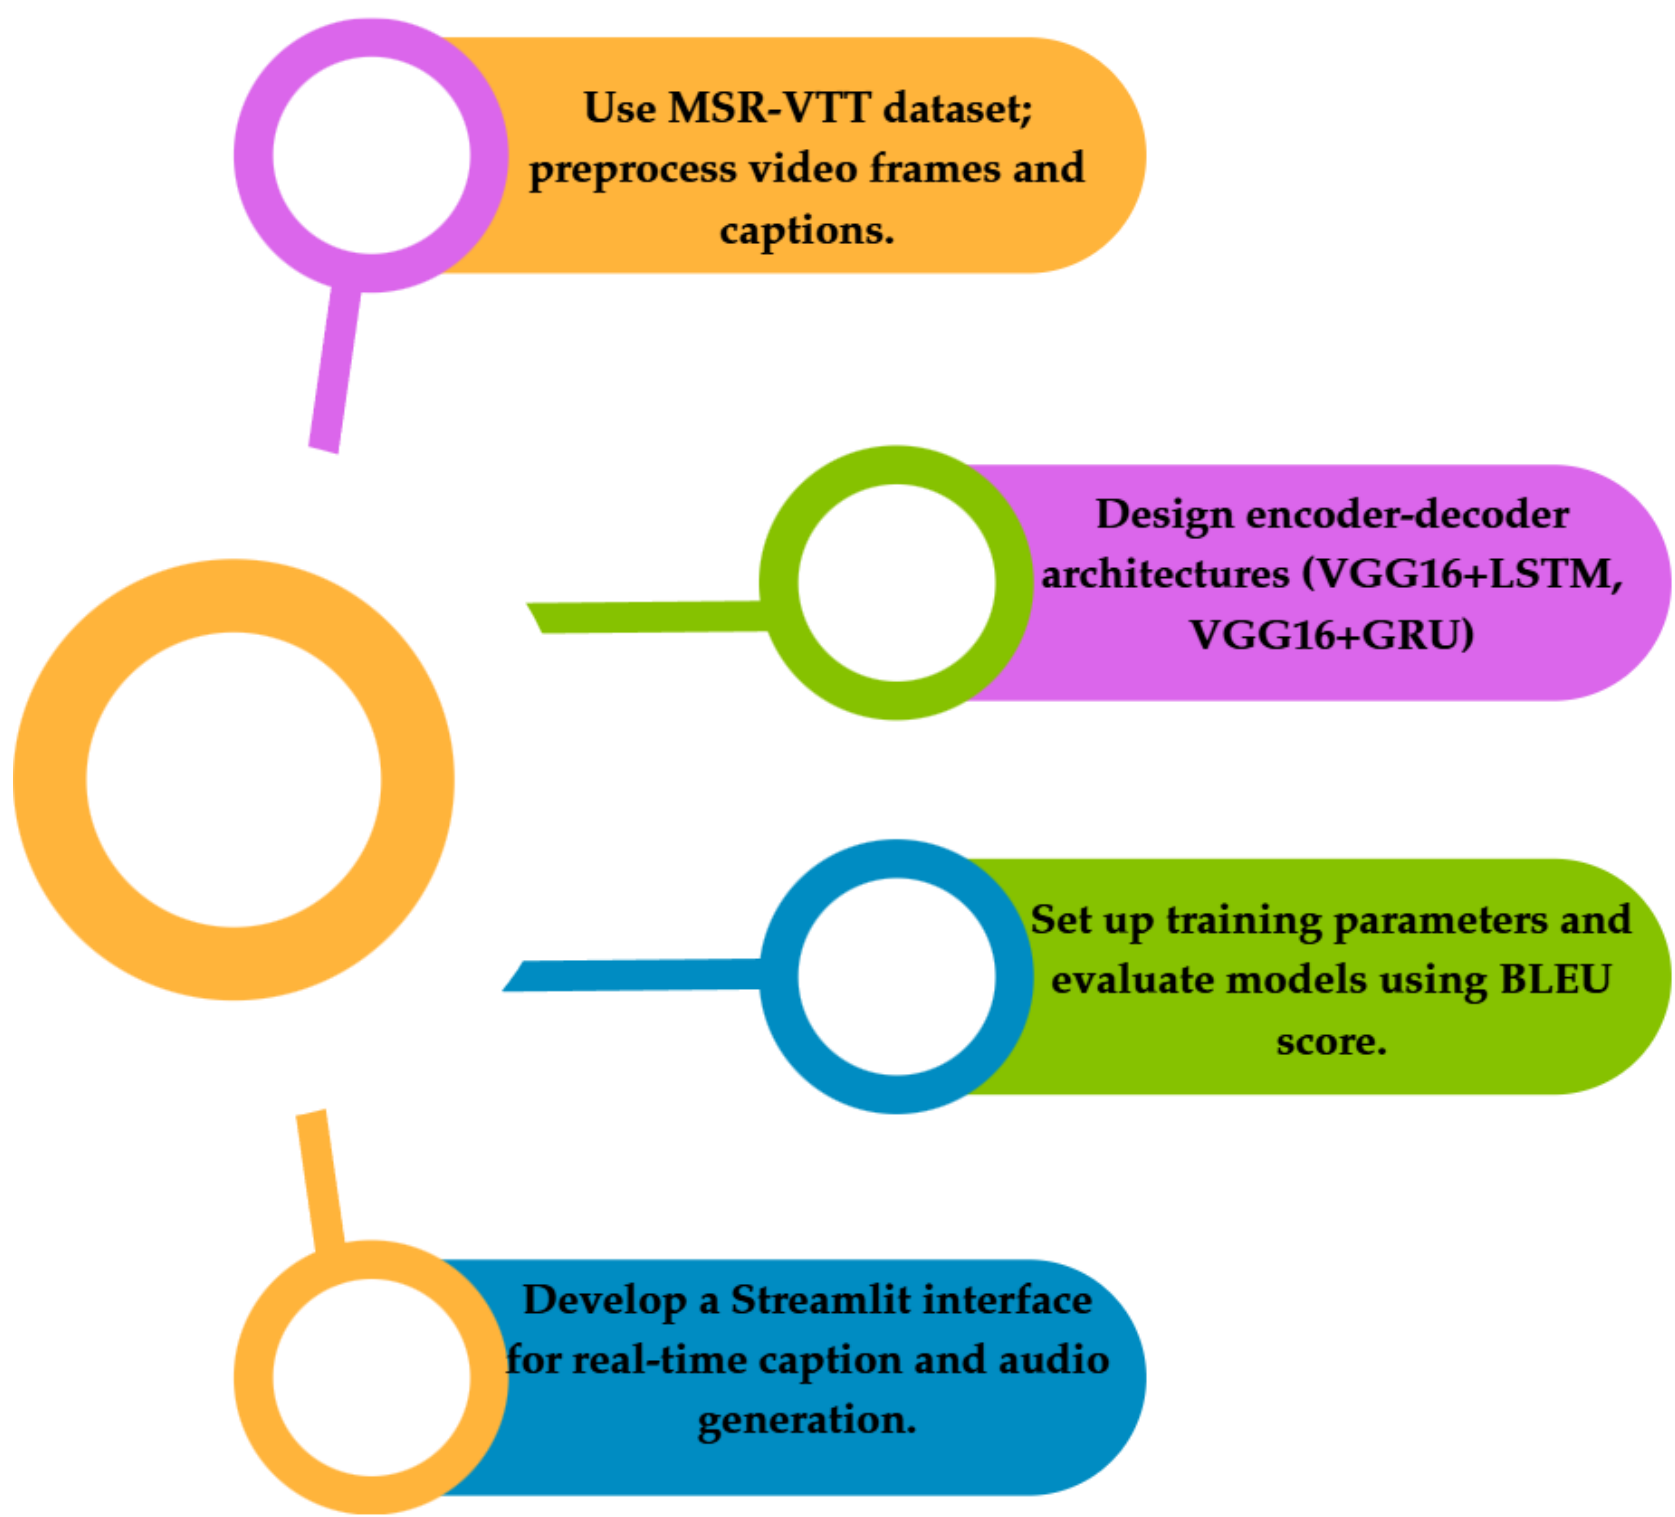 Use MSR-VTT dataset;
preprocess video frames and
captions.
Design encoder-decoder
architectures (VGG16+LSTM,
VGG16+GRU)
Set up training parameters and
evaluate models using BLEU
score.
Develop a Streamlit interface
for real-time caption and audio
generation.